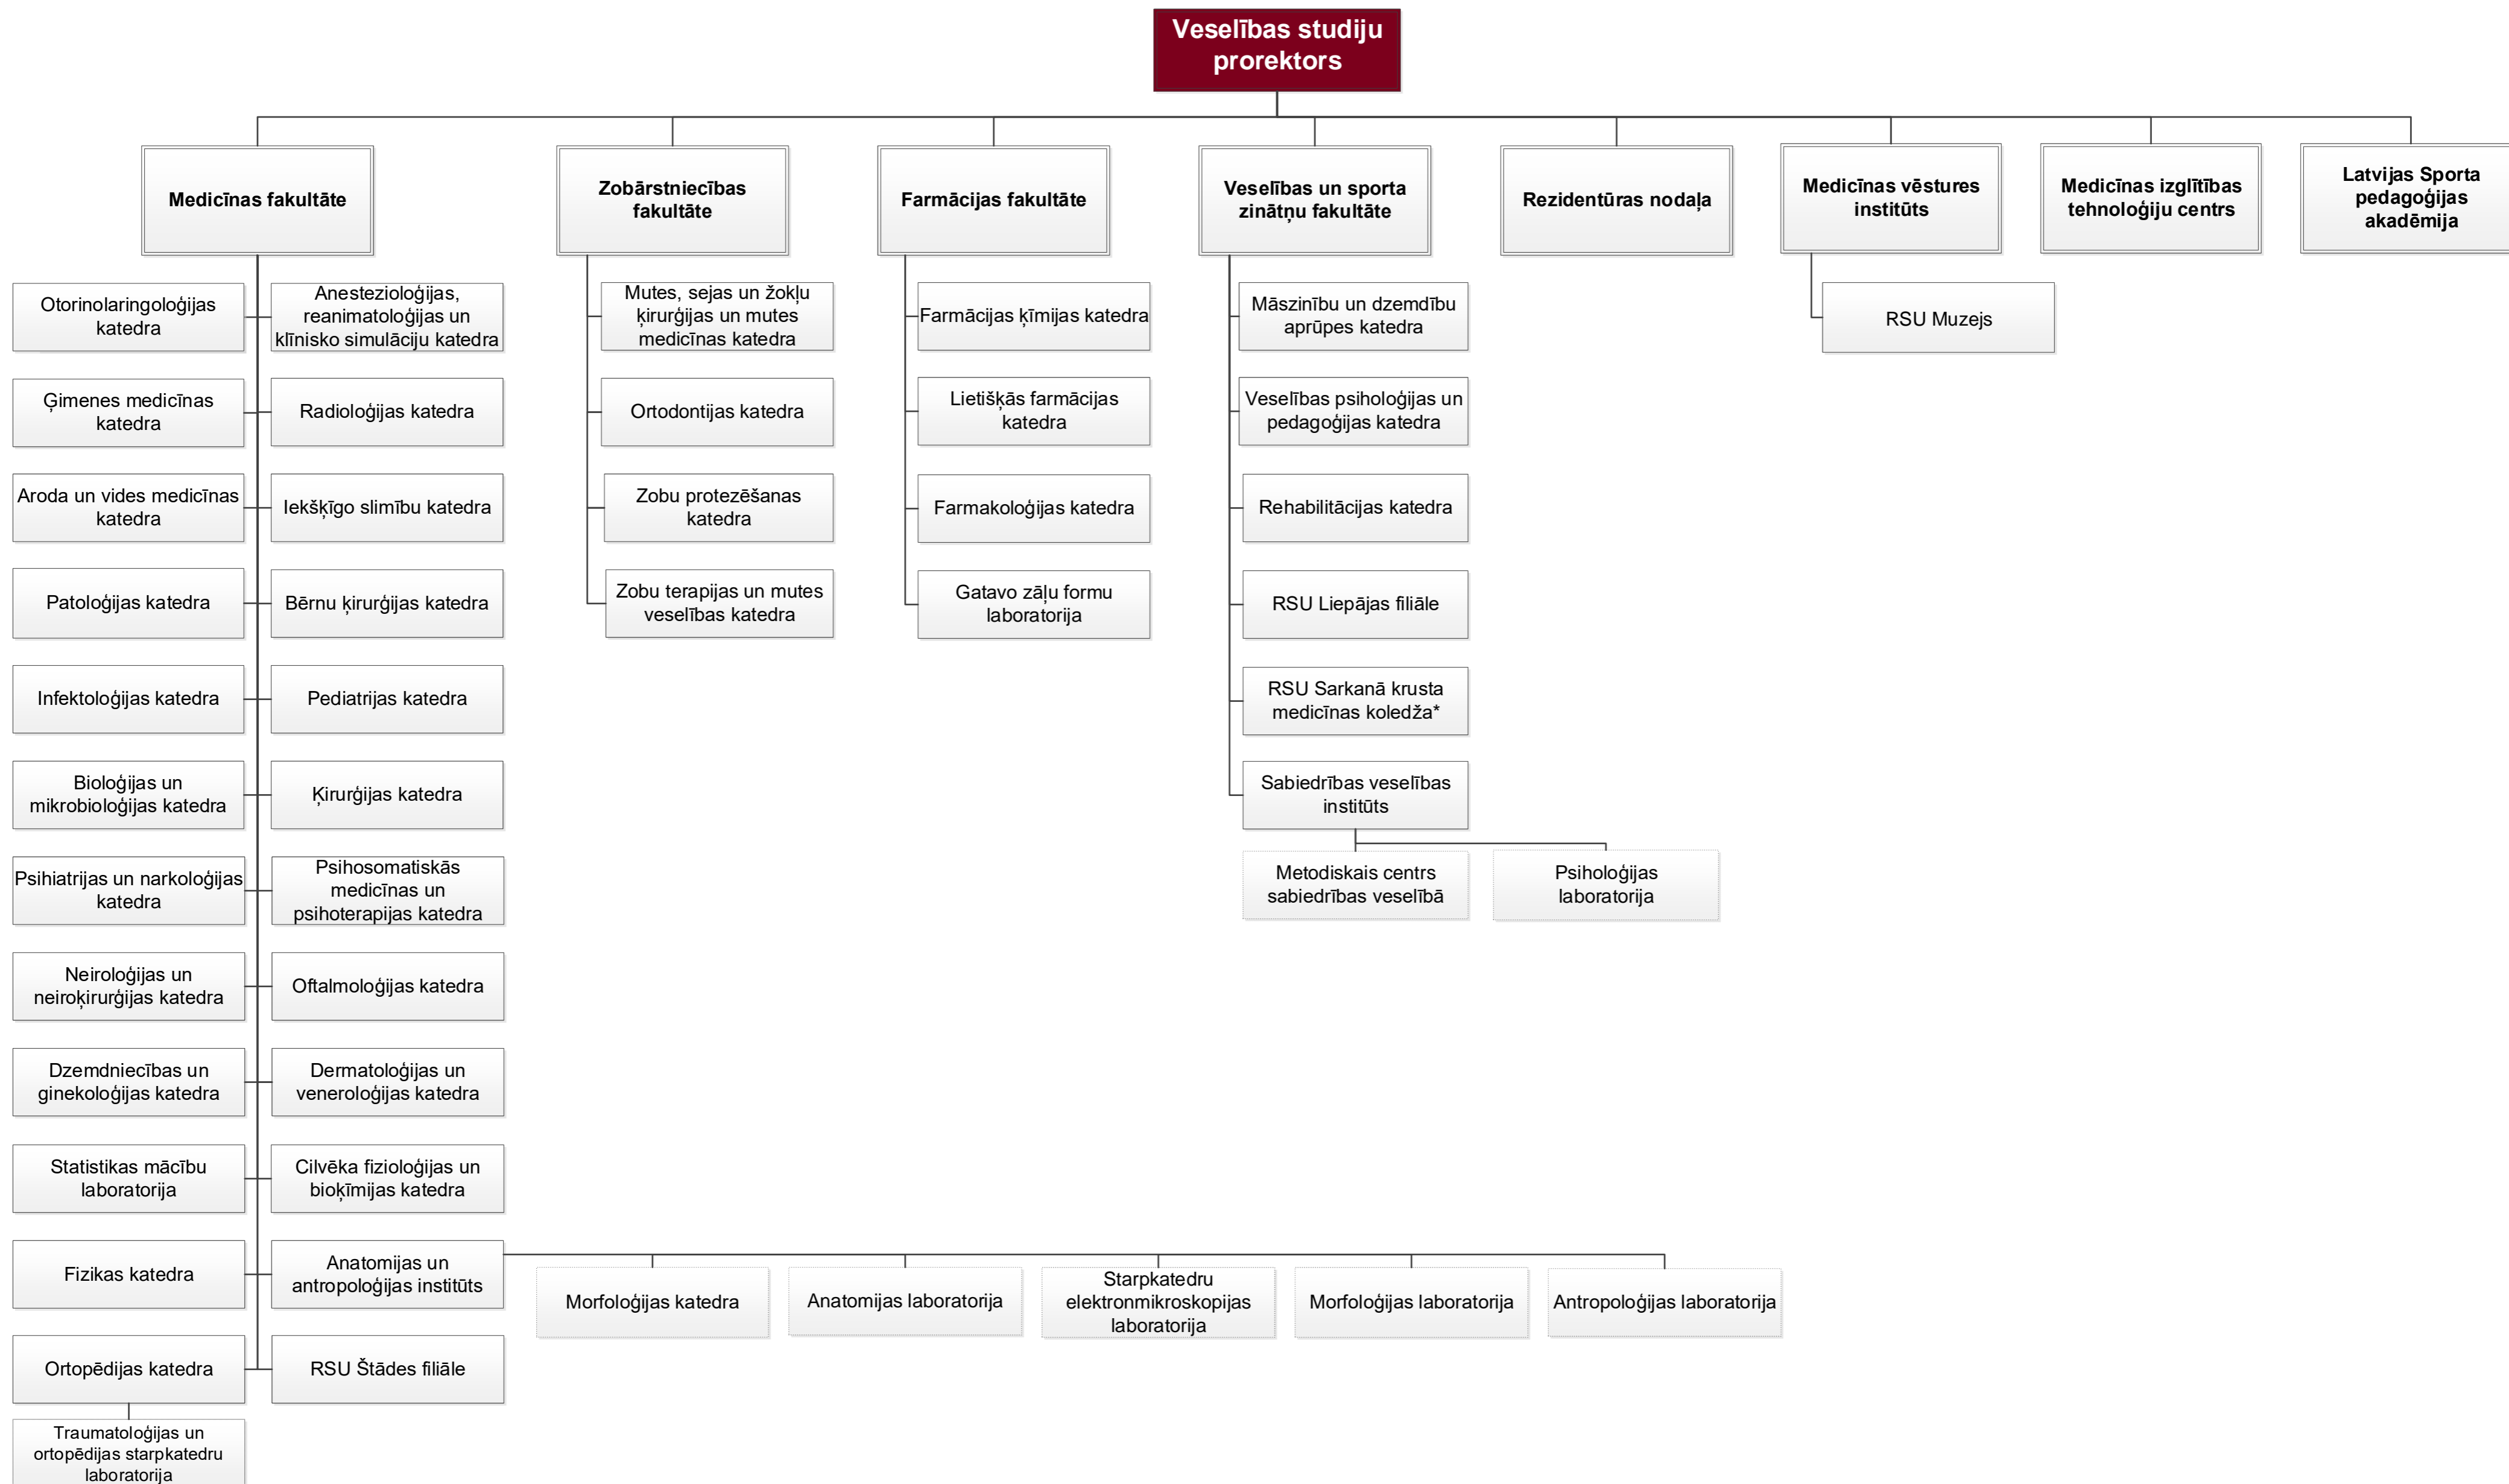 Veselības studiju
prorektors
Medicīnas fakultāte
Zobārstniecības
fakultāte
Farmācijas fakultāte
Veselības un sporta
zinātņu fakultāte
Rezidentūras nodaļa
Medicīnas vēstures
institūts
Medicīnas izglītības
tehnoloģiju centrs
Latvijas Sporta
pedagoģijas
akadēmija
Otorinolaringoloģijas
katedra
Anestezioloģijas,
reanimatoloģijas un
klīnisko simulāciju katedra
Mutes, sejas un žokļu
ķirurģijas un mutes
medicīnas katedra
Farmācijas ķīmijas katedra
Māszinību un dzemdību
aprūpes katedra
RSU Muzejs
Ģimenes medicīnas
katedra
Radioloģijas katedra
Ortodontijas katedra
Lietišķās farmācijas
katedra
Veselības psiholoģijas un
pedagoģijas katedra
Aroda un vides medicīnas
katedra
Iekšķīgo slimību katedra
Zobu protezēšanas
katedra
Farmakoloģijas katedra
Rehabilitācijas katedra
Patoloģijas katedra
Bērnu ķirurģijas katedra
Zobu terapijas un mutes
veselības katedra
Gatavo zāļu formu
laboratorija
RSU Liepājas filiāle
Infektoloģijas katedra
Pediatrijas katedra
RSU Sarkanā krusta
medicīnas koledža*
Bioloģijas un
mikrobioloģijas katedra
Ķirurģijas katedra
Sabiedrības veselības
institūts
Psihiatrijas un narkoloģijas
katedra
Psihosomatiskās
medicīnas un
psihoterapijas katedra
Metodiskais centrs
sabiedrības veselībā
Psiholoģijas
laboratorija
Neiroloģijas un
neiroķirurģijas katedra
Oftalmoloģijas katedra
Dzemdniecības un
ginekoloģijas katedra
Dermatoloģijas un
veneroloģijas katedra
Statistikas mācību
laboratorija
Cilvēka fizioloģijas un
bioķīmijas katedra
Fizikas katedra
Anatomijas un
antropoloģijas institūts
Morfoloģijas katedra
Anatomijas laboratorija
Starpkatedru
elektronmikroskopijas
laboratorija
Morfoloģijas laboratorija
Antropoloģijas laboratorija
Ortopēdijas katedra
RSU Štādes filiāle
Traumatoloģijas un
ortopēdijas starpkatedru
laboratorija